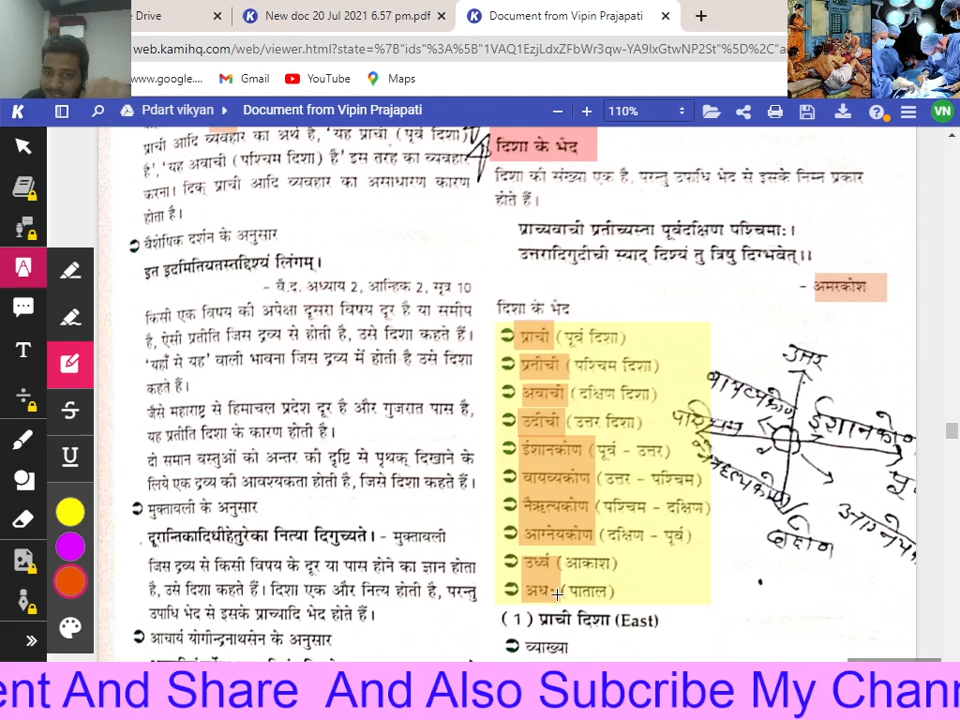 e Drive
New doc 20 Jul 2021 6.57 pm.pdf
Document from Vipin Prajapati
web.kamihq.com/web/viewer.html?state=%7B"ids"%3A%5B"1VAQ1EzjLdxZFbWr3qw-YA9lxGtwNP2St"%5D%2C"a
www.google....
Gmail
YouTube
Maps
K
Pdart vikyan
Document from Vipin Prajapati
110%
VN
प्राची आदि व्यवहार का अर्थ है, 'यह प्राची (पूर्व दिशा)
है', 'यह अवाची (पश्चिम दिशा) है' इस तरह का व्यवहार
करना। दिक् प्राची आदि व्यवहार का असाधारण कारण
होता है।
वैशेषिक दर्शन के अनुसार
इत इदमितियतस्तद्दिश्यं लिंगम्।
- वै.द. अध्याय 2, आन्हिक 2, सूत्र 10
किसी एक विषय की अपेक्षा दूसरा विषय दूर है या समीप
है, ऐसी प्रतीति जिस द्रव्य से होती है, उसे दिशा कहते हैं।
'यहाँ से यह' वाली भावना जिस द्रव्य में होती है उसे दिशा
कहते हैं।
जैसे महाराष्ट्र से हिमाचल प्रदेश दूर है और गुजरात पास है,
यह प्रतीति दिशा के कारण होती है।
दो समान वस्तुओं को अन्तर की दृष्टि से पृथक् दिखाने के
लिये एक द्रव्य की आवश्यकता होती है, जिसे दिशा कहते हैं।
मुक्तावली के अनुसार
दूरान्तिकादिधीहेतुरेका नित्या दिगुच्यते। - मुक्तावली
जिस द्रव्य से किसी विषय के दूर या पास होने का ज्ञान होता
है, उसे दिशा कहते हैं। दिशा एक और नित्य होती है, परन्तु
उपाधि भेद से इसके प्राच्यादि भेद होते हैं।
आचार्य योगीन्द्रनाथसेन के अनुसार
दिशा के भेद
दिशा की संख्या एक है, परन्तु उपाधि भेद से इसके निम्न प्रकार
होते हैं।
प्राच्यवाची प्रतीच्यस्ता पूर्वदक्षिण पश्चिमाः।
उत्तरादिगुदीची स्याद् दिश्यं तु त्रिषु दिग्भवेत्।।
- अमरकोश
दिशा के भेद
प्राची (पूर्व दिशा)
प्रतीची (पश्चिम दिशा)
अवाची (दक्षिण दिशा)
उदीची (उत्तर दिशा)
ईशानकोण (पूर्व - उत्तर)
वायव्यकोण (उत्तर - पश्चिम)
नैऋत्यकोण (पश्चिम - दक्षिण)
आग्नेयकोण (दक्षिण - पूर्व)
उर्ध्व (आकाश)
अधः (पाताल)
(1) प्राची दिशा (East)
व्याख्या
उत्तर
वायव्यकोण
ईशानकोण
पश्चिम
नैऋत्यकोण
दक्षिण
ent And Share And Also Subcribe My Chann